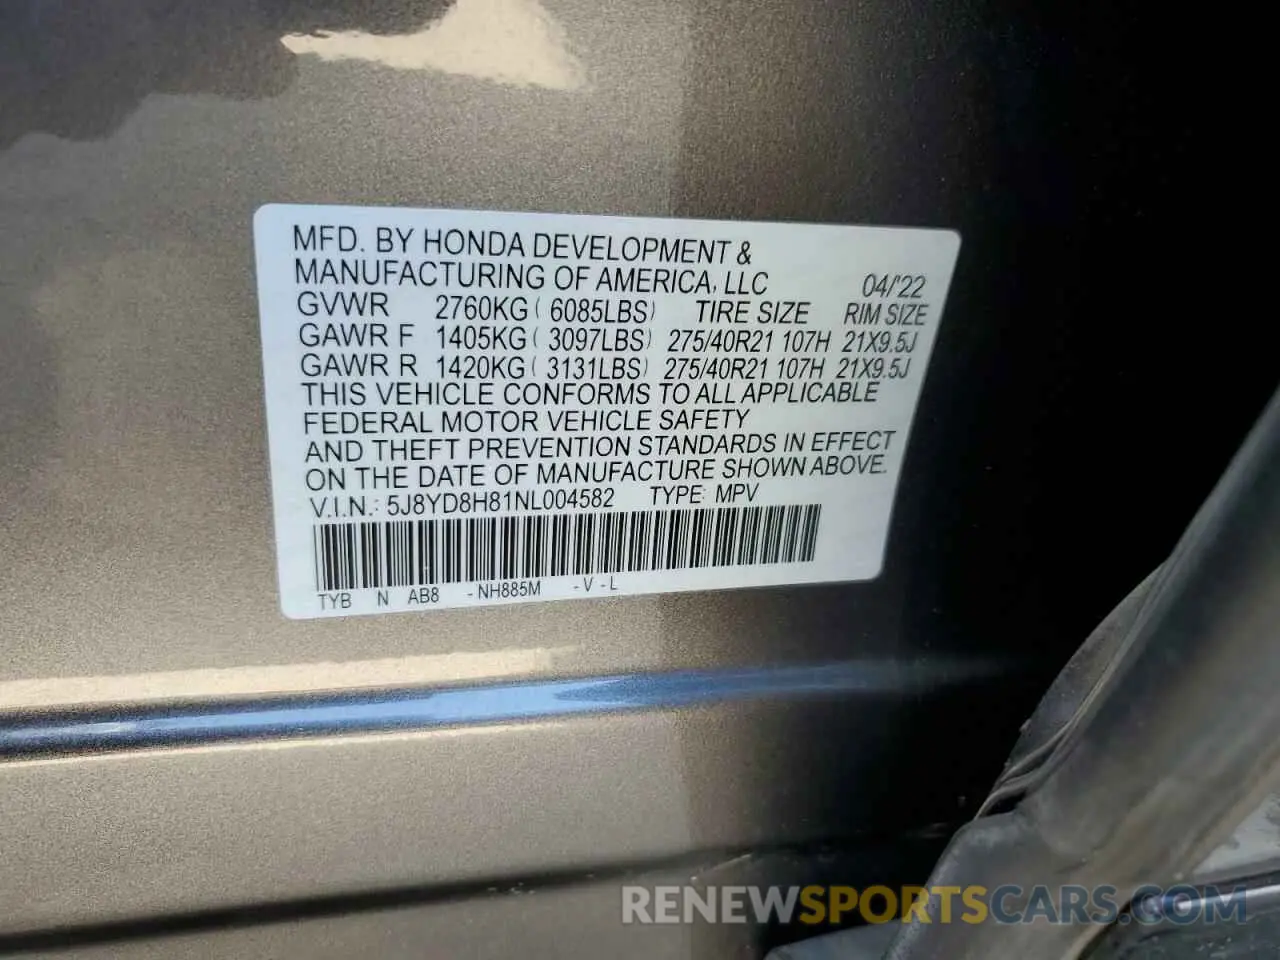 MFD. BY HONDA DEVELOPMENT &
MANUFACTURING OF AMERICA, LLC 04/'22
GVWR 2760KG ( 6085LBS) TIRE SIZE RIM SIZE
GAWR F 1405KG ( 3097LBS) 275/40R21 107H 21X9.5J
GAWR R 1420KG ( 3131LBS) 275/40R21 107H 21X9.5J
THIS VEHICLE CONFORMS TO ALL APPLICABLE
FEDERAL MOTOR VEHICLE SAFETY
AND THEFT PREVENTION STANDARDS IN EFFECT
ON THE DATE OF MANUFACTURE SHOWN ABOVE.
V.I.N.: 5J8YD8H81NL004582 TYPE: MPV
TYB N AB8 - NH885M - V - L
RENEWSPORTSCARS.COM